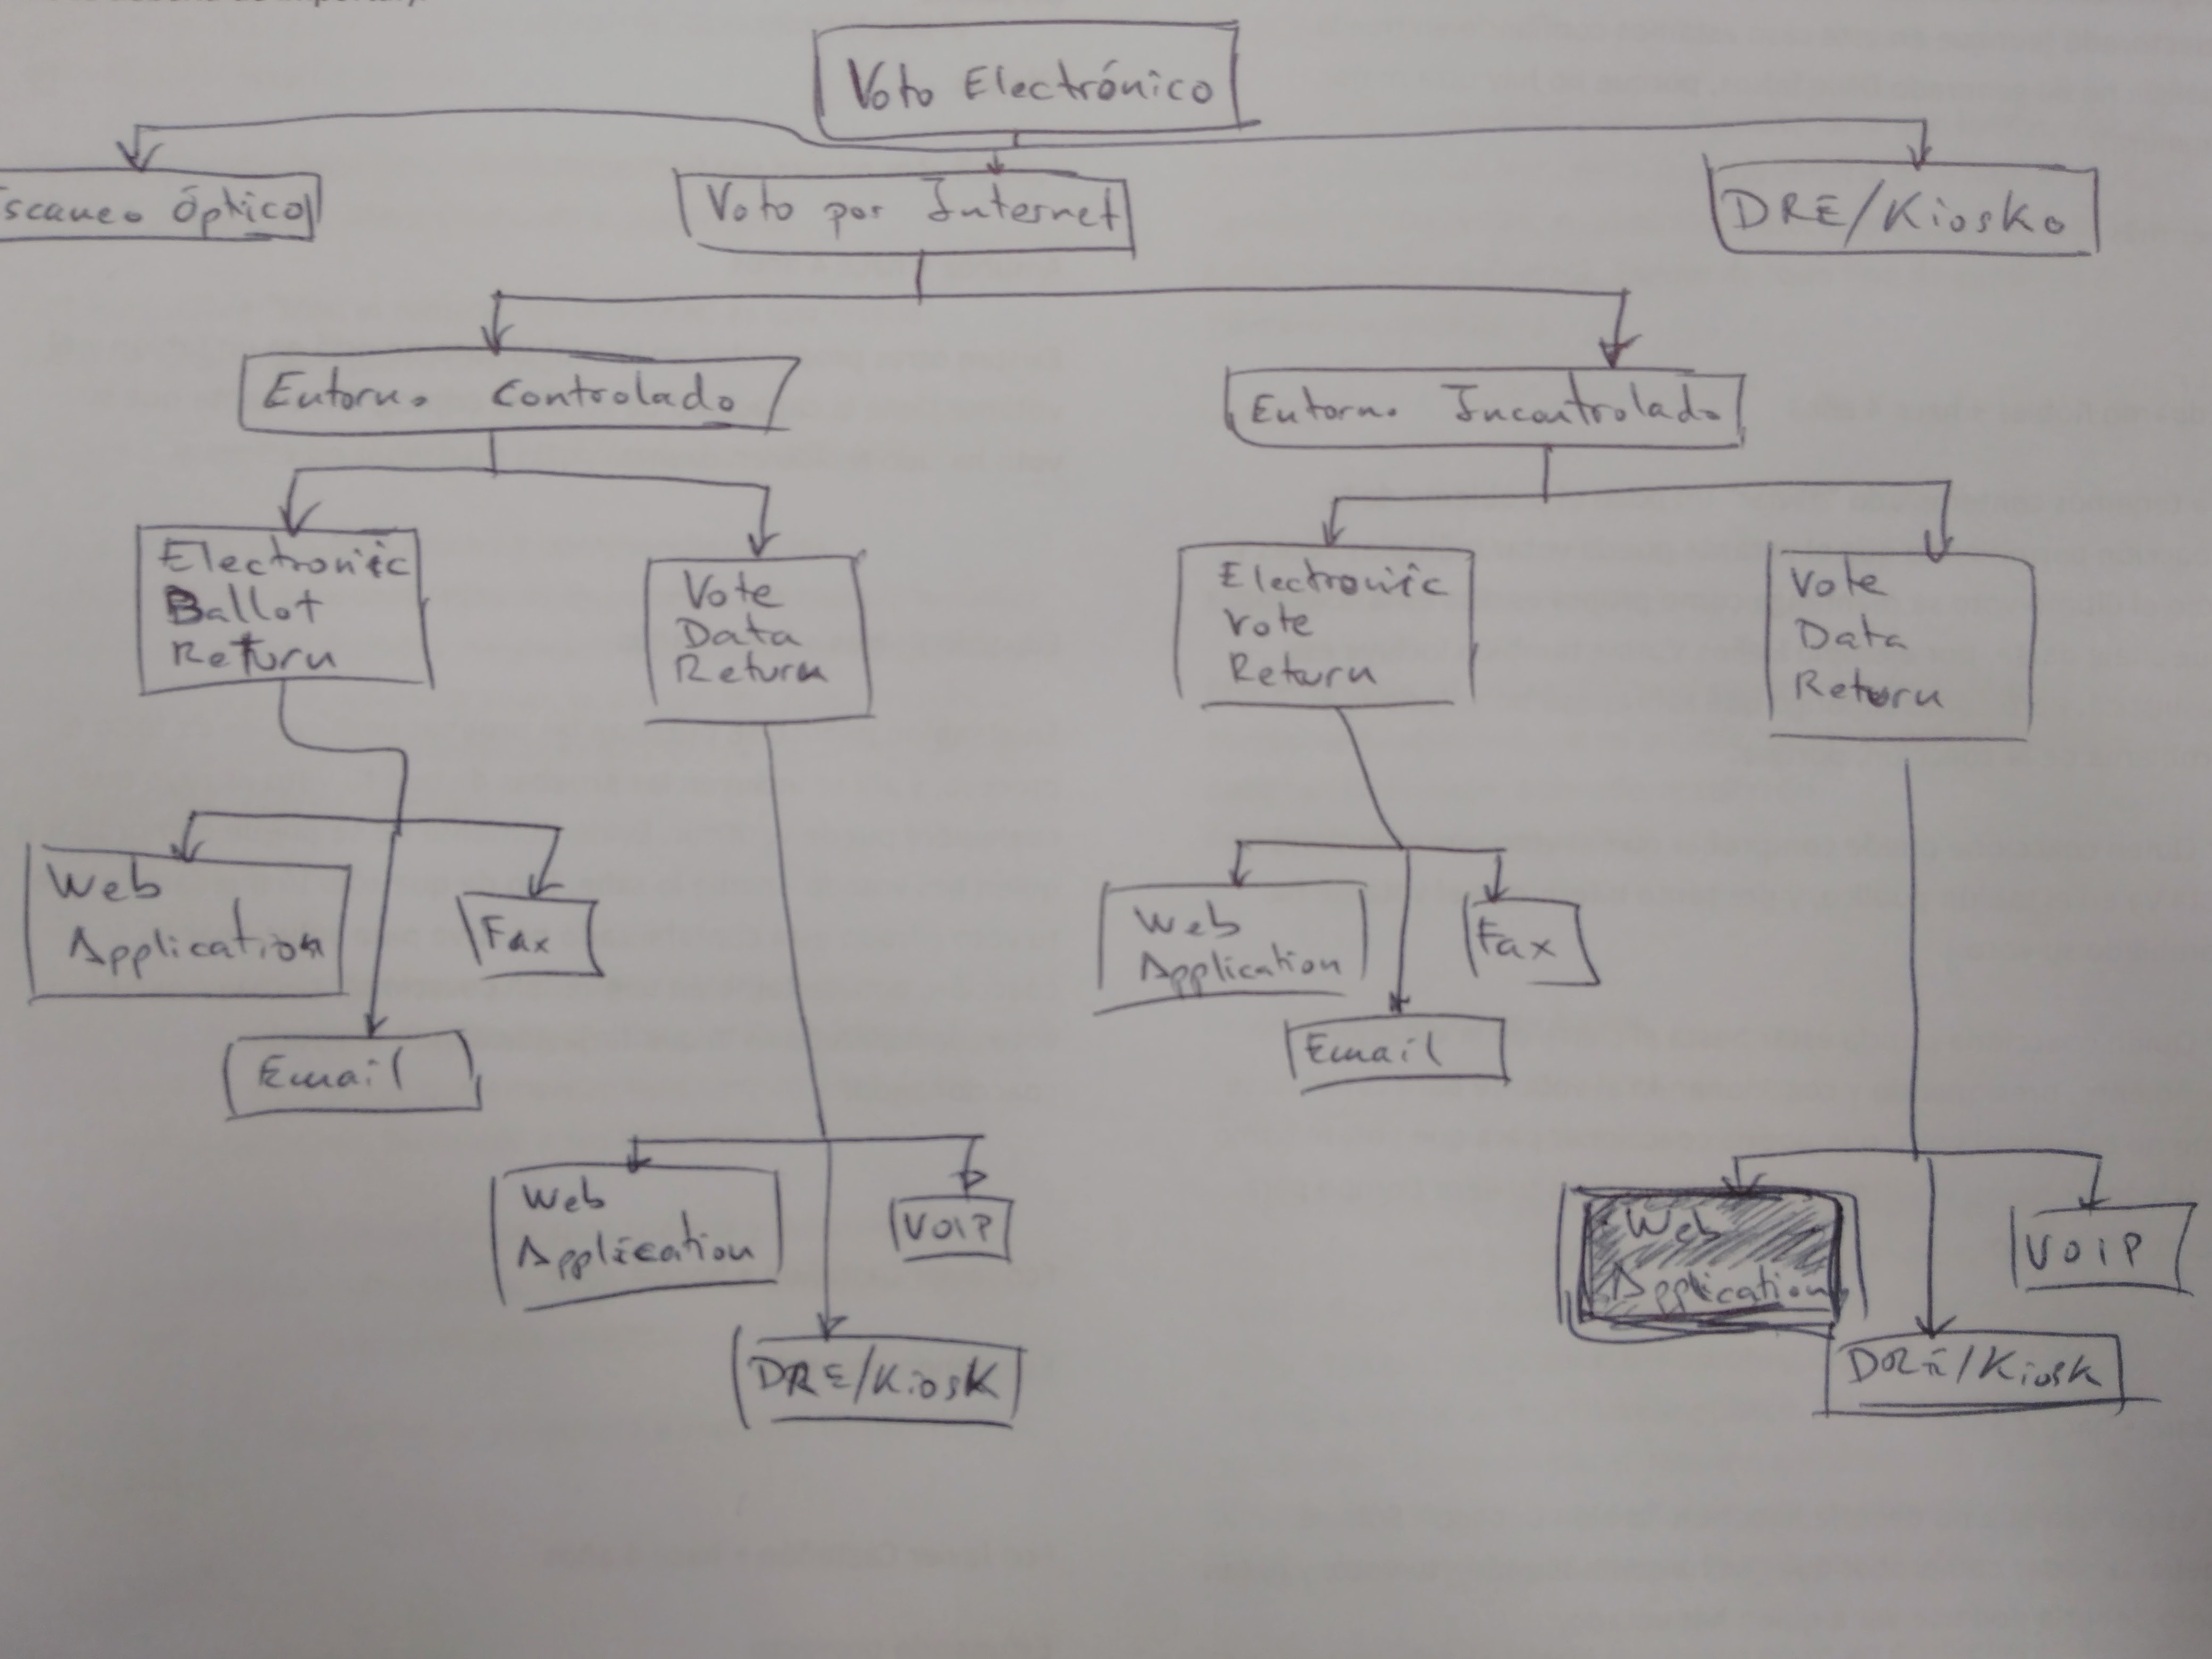 Voto Electrónico
Escaneo Óptico
Voto por Internet
DRE/Kiosko
Entorno Controlado
Entorno Incontrolado
Electronic
Ballot
Return
Vote
Data
Return
Electronic
Vote
Return
Vote
Data
Return
Web
Application
Fax
Email
Web
Application
Fax
Email
Web
Application
VOIP
DRE/Kiosk
Web
Application
VOIP
DRE/Kiosk